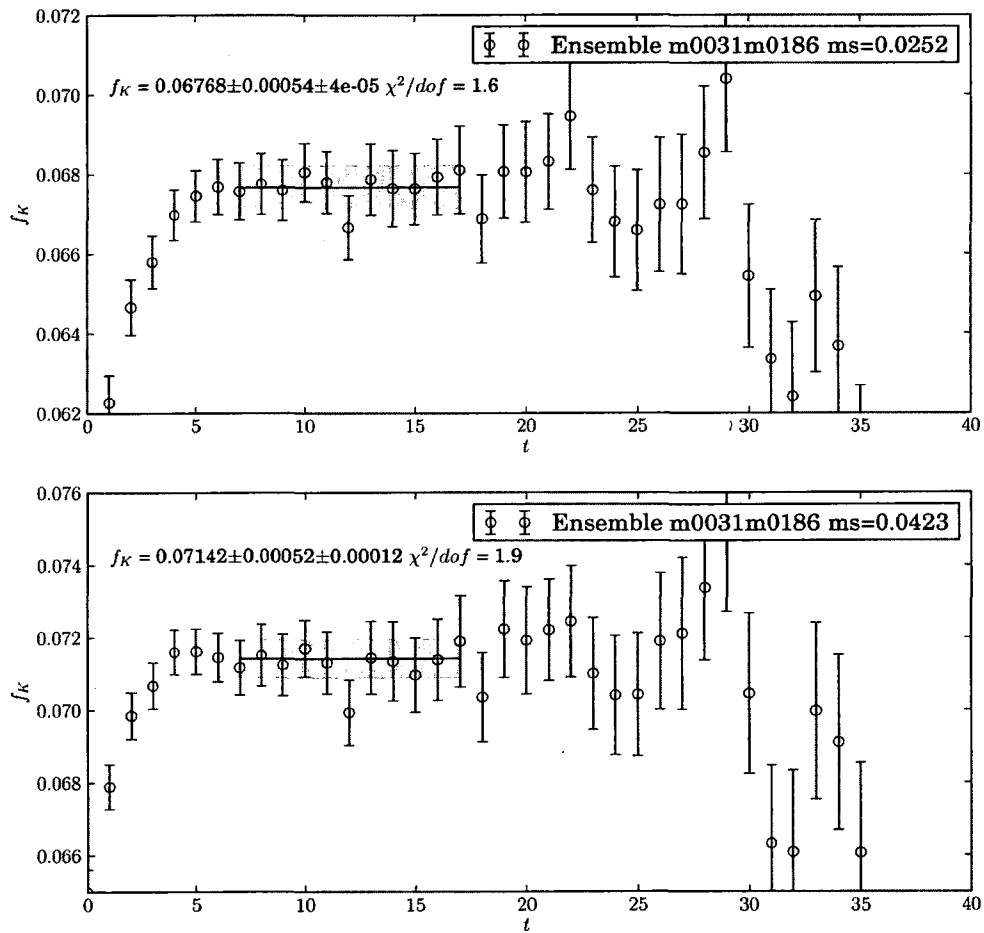 0.072
Ensemble m0031m0186 ms=0.0252
f_K = 0.06768±0.00054±4e-05 χ²/dof = 1.6
0.070
0.068
f_K
0.066
0.064
0.062
0 5 10 15 20 25 30 35 40
t
0.076
Ensemble m0031m0186 ms=0.0423
0.074
f_K = 0.07142±0.00052±0.00012 χ²/dof = 1.9
0.072
f_K
0.070
0.068
0.066
0 5 10 15 20 25 30 35 40
t